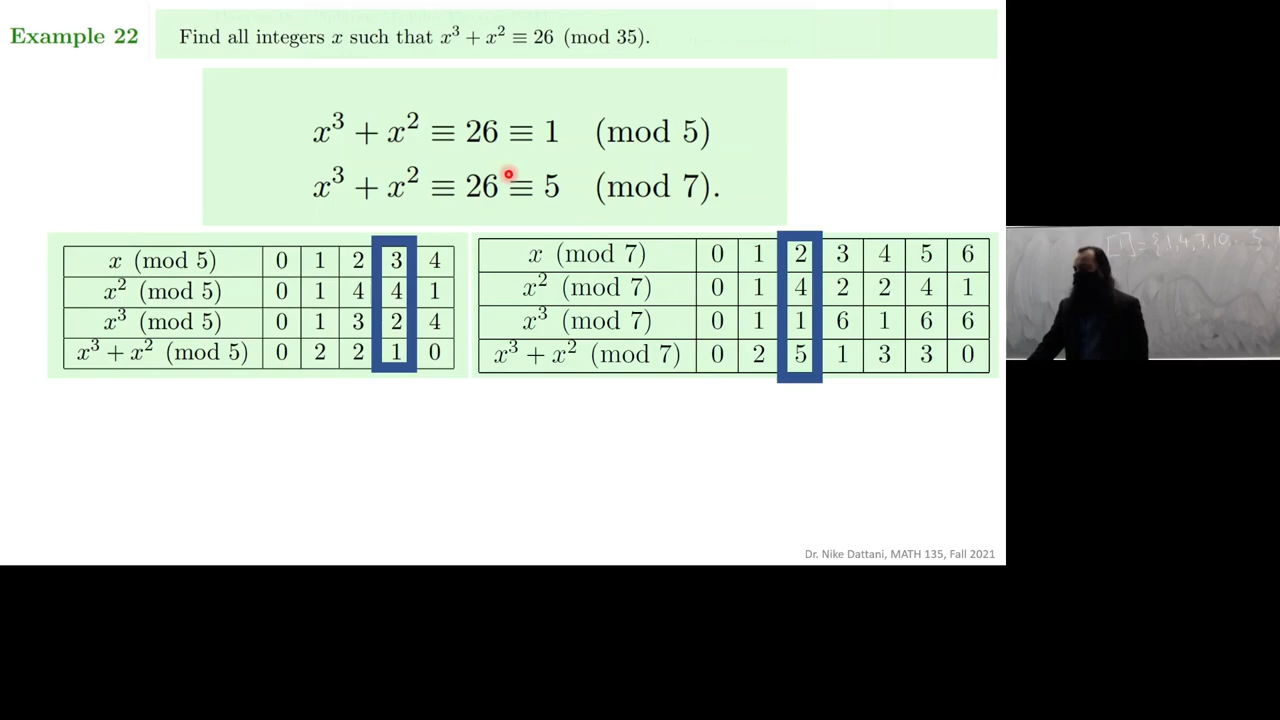 Example 22 Find all integers x such that x³ + x² ≡ 26 (mod 35).
x³ + x² ≡ 26 ≡ 1 (mod 5)
x³ + x² ≡ 26 ≡ 5 (mod 7).
x (mod 5) 0 1 2 3 4
x² (mod 5) 0 1 4 4 1
x³ (mod 5) 0 1 3 2 4
x³ + x² (mod 5) 0 2 2 1 0
x (mod 7) 0 1 2 3 4 5 6
x² (mod 7) 0 1 4 2 2 4 1
x³ (mod 7) 0 1 1 6 1 6 6
x³ + x² (mod 7) 0 2 5 1 3 3 0
[1] = {1, 4, 7, 10, }
Dr. Nike Dattani, MATH 135, Fall 2021